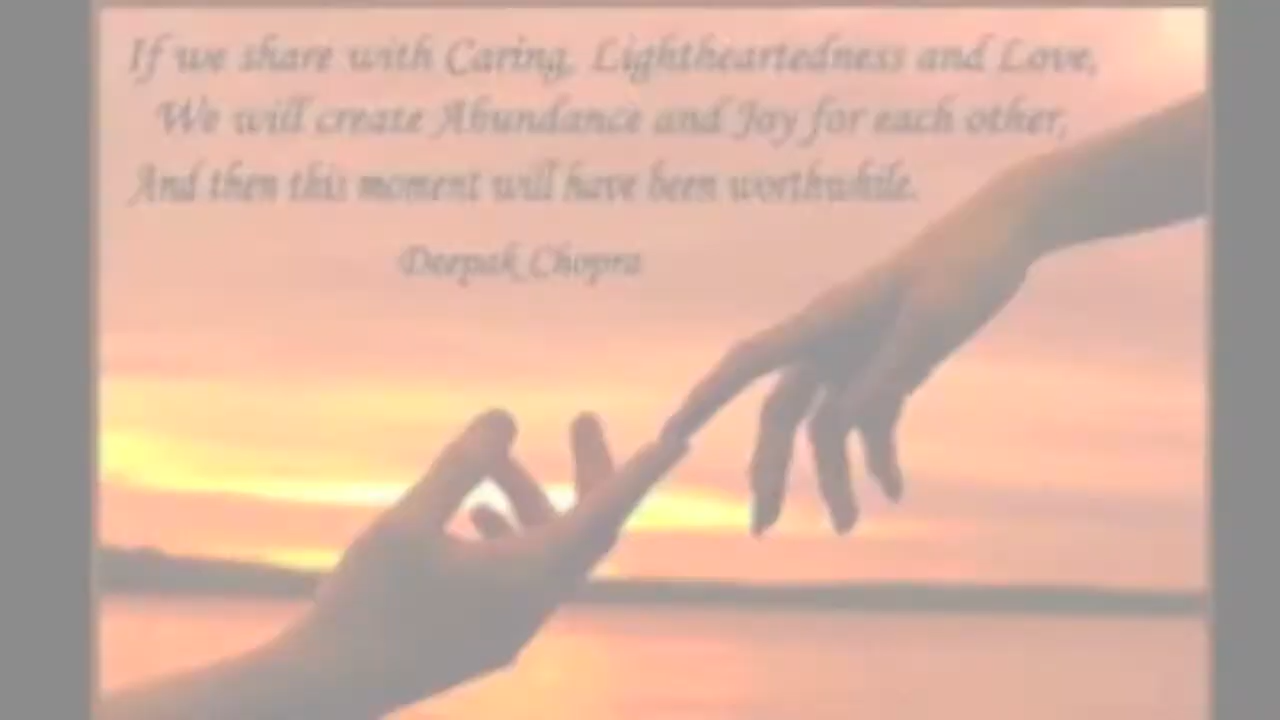 If we share with Caring, Lightheartedness and Love,
We will create Abundance and Joy for each other,
And then this moment will have been worthwhile.
Deepak Chopra